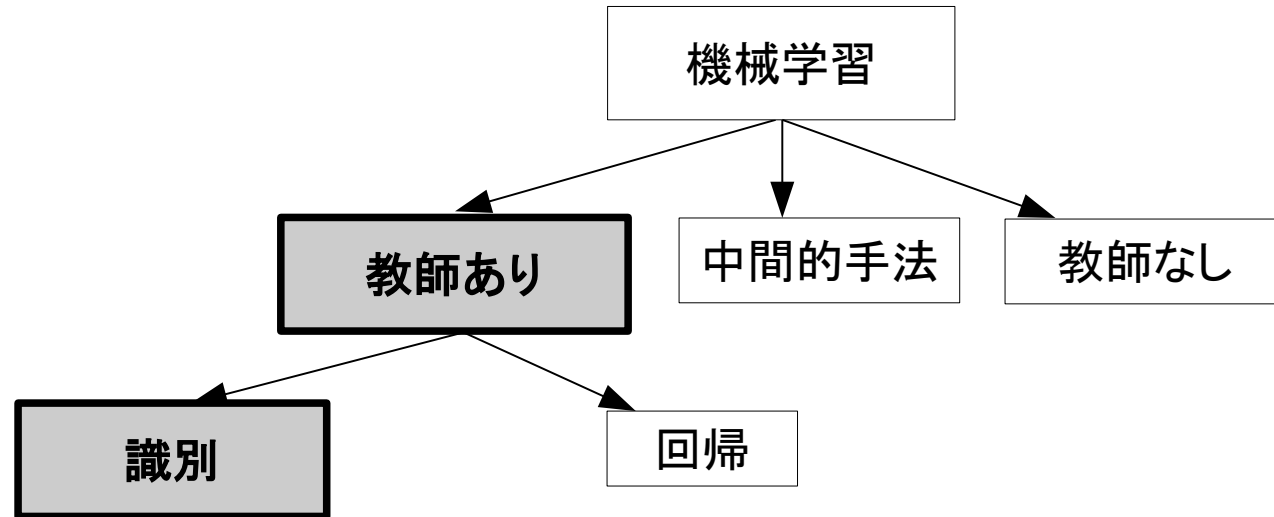 機械学習
教師あり
中間的手法
教師なし
識別
回帰